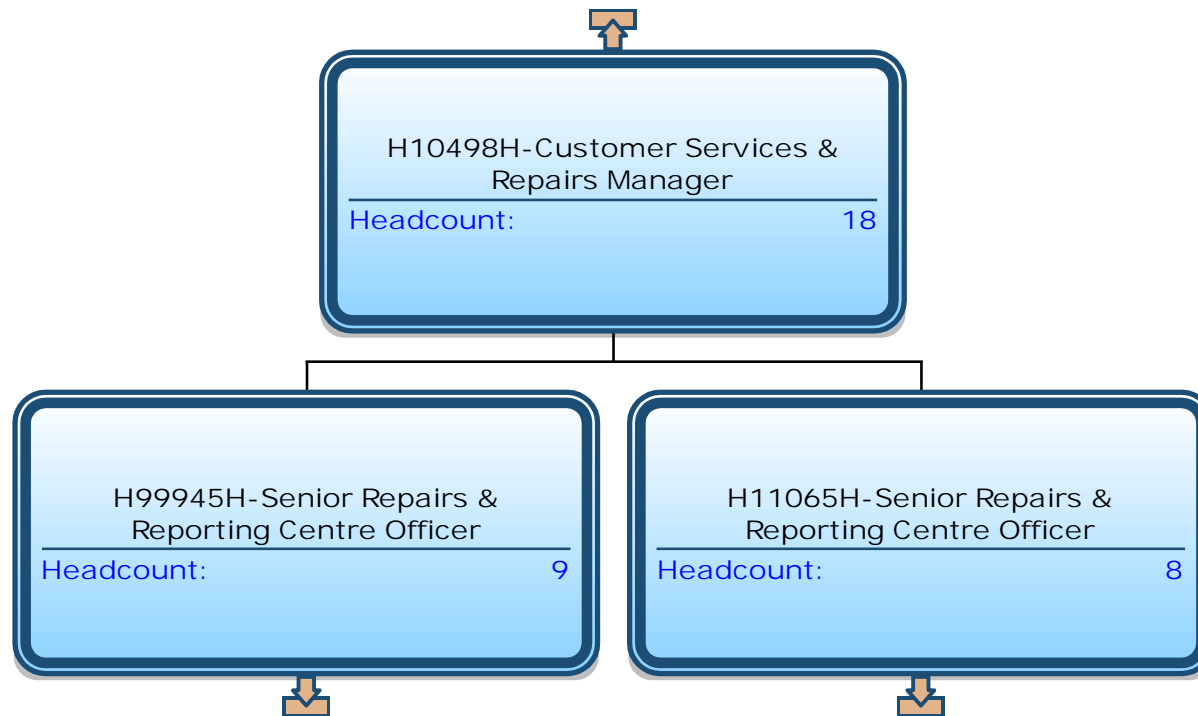 H10498H-Customer Services &
Repairs Manager
Headcount: 18
H99945H-Senior Repairs &
Reporting Centre Officer
Headcount: 9
H11065H-Senior Repairs &
Reporting Centre Officer
Headcount: 8